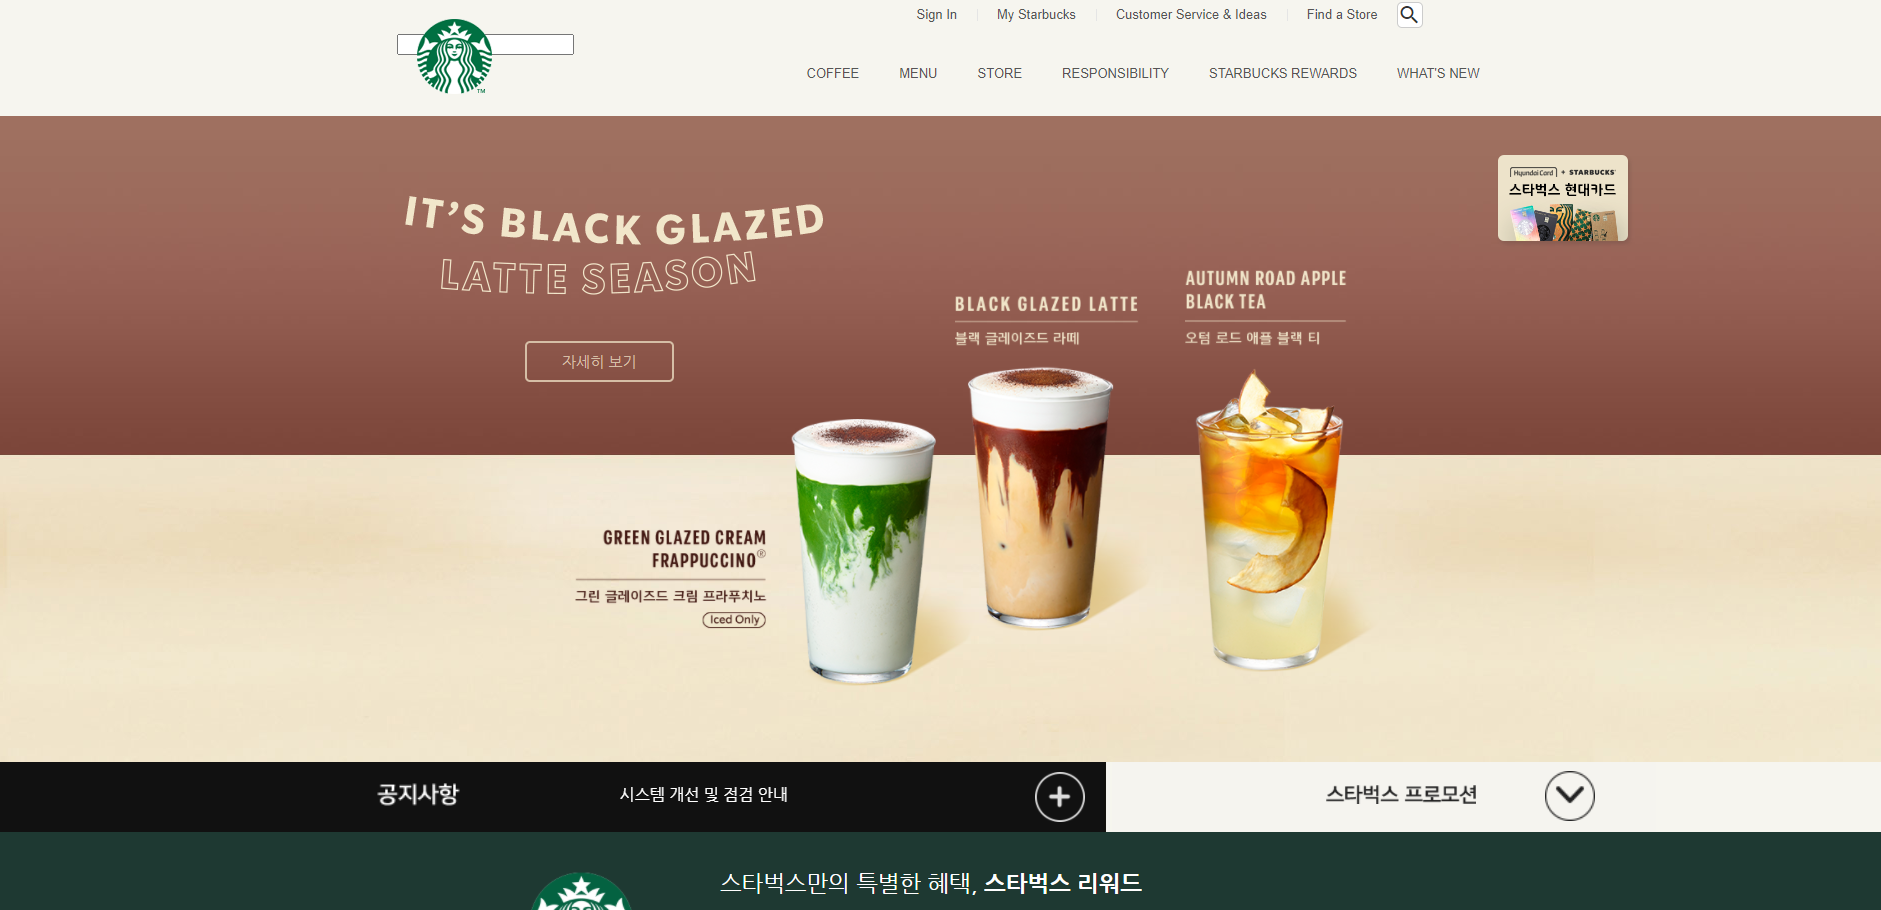 Sign In
My Starbucks
Customer Service & Ideas
Find a Store
TM
COFFEE
MENU
STORE
RESPONSIBILITY
STARBUCKS REWARDS
WHAT'S NEW
HyundaiCard + STARBUCKS
스타벅스 현대카드
IT'S BLACK GLAZED
LATTE SEASON
자세히 보기
BLACK GLAZED LATTE
블랙 글레이즈드 라떼
AUTUMN ROAD APPLE
BLACK TEA
오텀 로드 애플 블랙 티
GREEN GLAZED CREAM
FRAPPUCCINO®
그린 글레이즈드 크림 프라푸치노
Iced Only
공지사항
시스템 개선 및 점검 안내
스타벅스 프로모션
스타벅스만의 특별한 혜택, 스타벅스 리워드